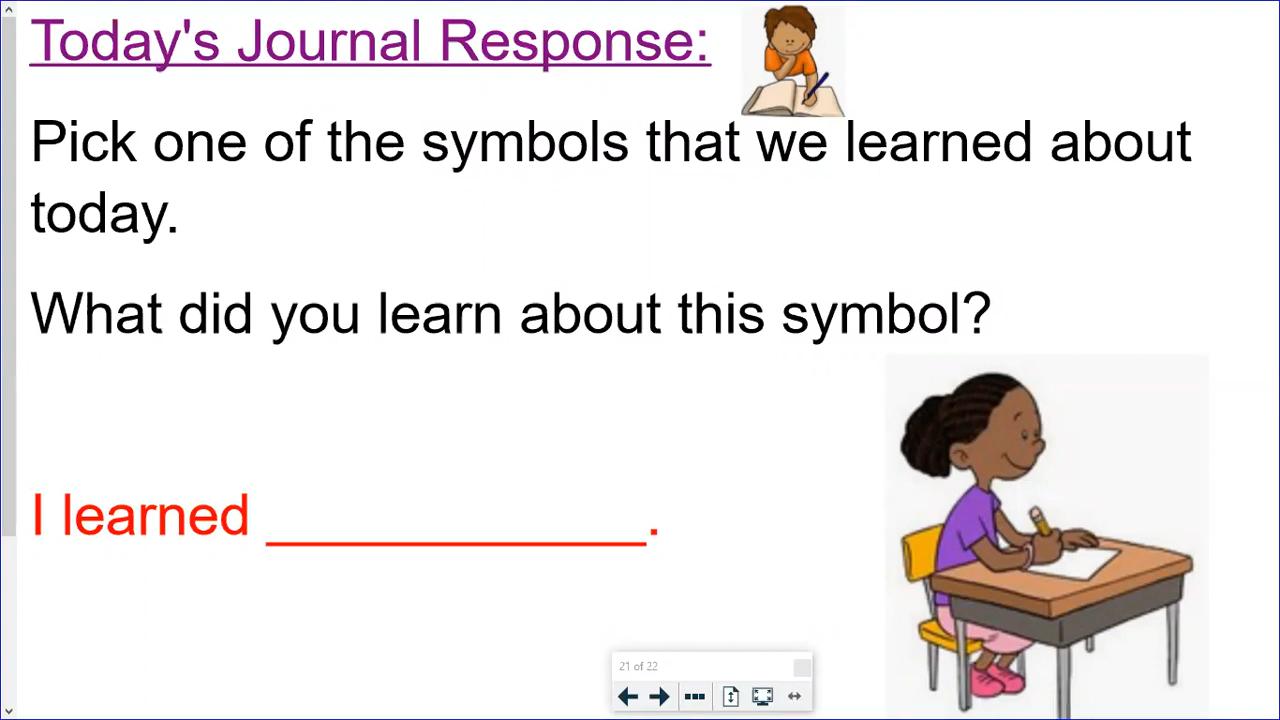 Today's Journal Response:
Pick one of the symbols that we learned about
today.
What did you learn about this symbol?
I learned ____________.
21 of 22